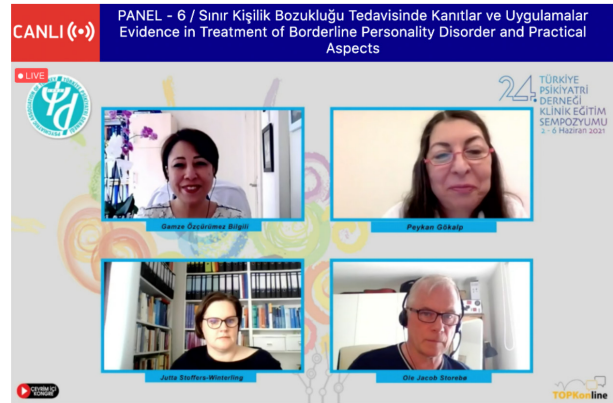 CANLI
PANEL - 6 / Sınır Kişilik Bozukluğu Tedavisinde Kanıtlar ve Uygulamalar
Evidence in Treatment of Borderline Personality Disorder and Practical
Aspects
LIVE
24.
TÜRKİYE
PSİKİYATRİ
DERNEĞİ
KLİNİK EĞİTİM
SEMPOZYUMU
2 - 6 Haziran 2021
Gamze Özçürümez Bilgili
Peykan Gökalp
Jutta Stoffers-Winterling
Ole Jacob Storebø
ÇEVRİM İÇİ
KONGRE
TOPKonline